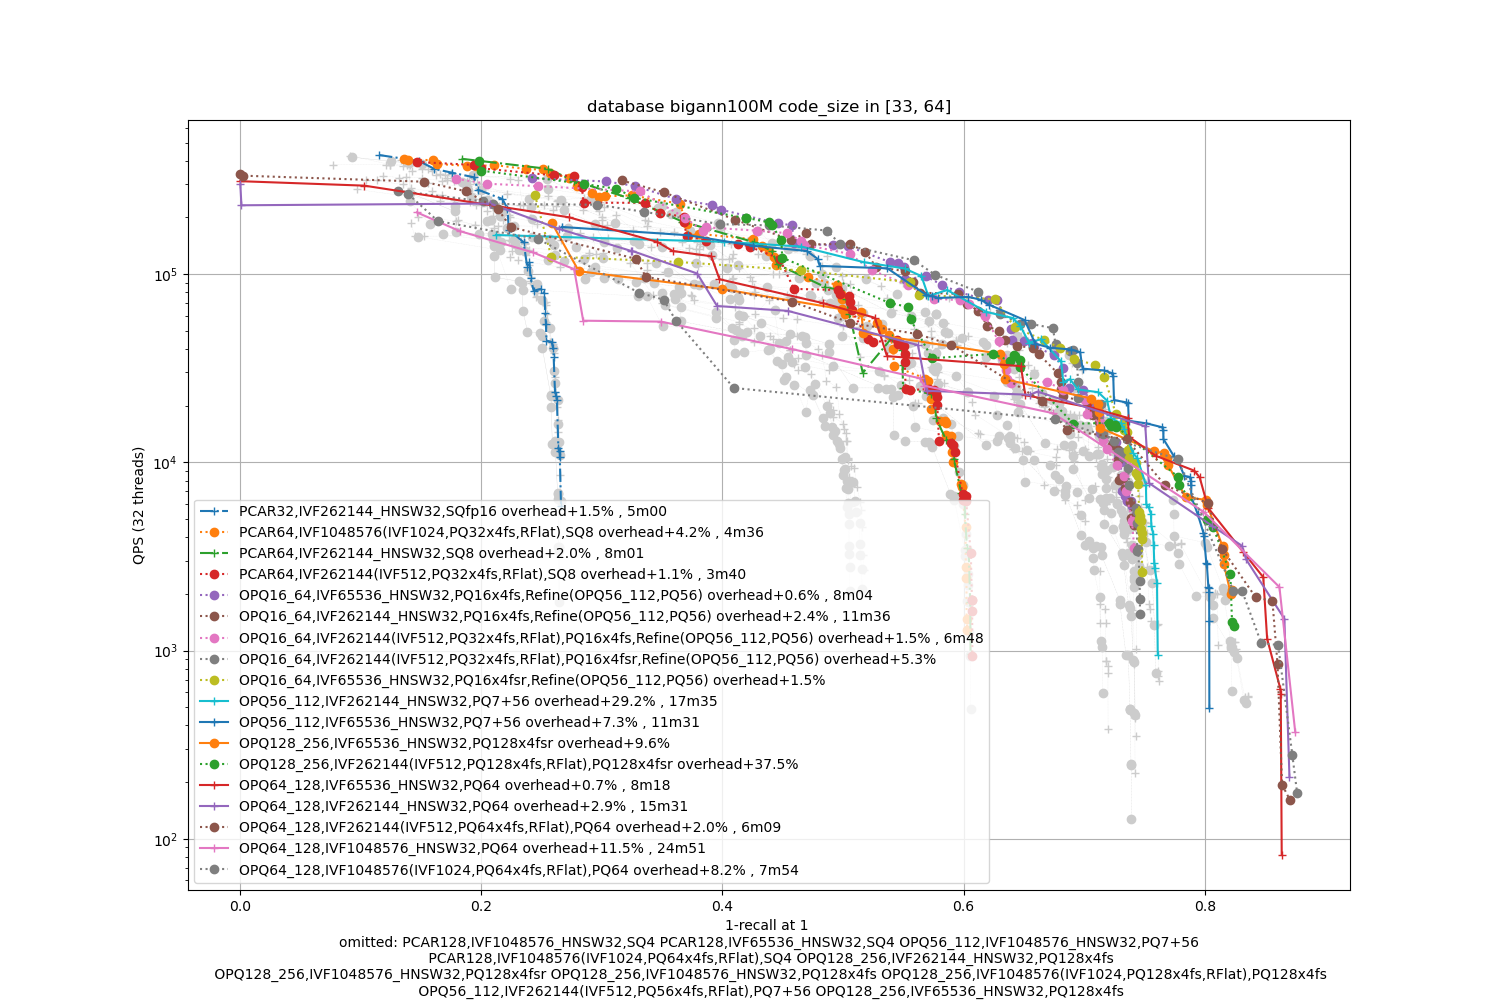 database bigann100M code_size in [33, 64]
QPS (32 threads)
10^5
10^4
10^3
10^2
PCAR32,IVF262144_HNSW32,SQfp16 overhead+1.5% , 5m00
PCAR64,IVF1048576(IVF1024,PQ32x4fs,RFlat),SQ8 overhead+4.2% , 4m36
PCAR64,IVF262144_HNSW32,SQ8 overhead+2.0% , 8m01
PCAR64,IVF262144(IVF512,PQ32x4fs,RFlat),SQ8 overhead+1.1% , 3m40
OPQ16_64,IVF65536_HNSW32,PQ16x4fs,Refine(OPQ56_112,PQ56) overhead+0.6% , 8m04
OPQ16_64,IVF262144_HNSW32,PQ16x4fs,Refine(OPQ56_112,PQ56) overhead+2.4% , 11m36
OPQ16_64,IVF262144(IVF512,PQ32x4fs,RFlat),PQ16x4fs,Refine(OPQ56_112,PQ56) overhead+1.5% , 6m48
OPQ16_64,IVF262144(IVF512,PQ32x4fs,RFlat),PQ16x4fsr,Refine(OPQ56_112,PQ56) overhead+5.3%
OPQ16_64,IVF65536_HNSW32,PQ16x4fsr,Refine(OPQ56_112,PQ56) overhead+1.5%
OPQ56_112,IVF262144_HNSW32,PQ7+56 overhead+29.2% , 17m35
OPQ56_112,IVF65536_HNSW32,PQ7+56 overhead+7.3% , 11m31
OPQ128_256,IVF65536_HNSW32,PQ128x4fsr overhead+9.6%
OPQ128_256,IVF262144(IVF512,PQ128x4fs,RFlat),PQ128x4fsr overhead+37.5%
OPQ64_128,IVF65536_HNSW32,PQ64 overhead+0.7% , 8m18
OPQ64_128,IVF262144_HNSW32,PQ64 overhead+2.9% , 15m31
OPQ64_128,IVF262144(IVF512,PQ64x4fs,RFlat),PQ64 overhead+2.0% , 6m09
OPQ64_128,IVF1048576_HNSW32,PQ64 overhead+11.5% , 24m51
OPQ64_128,IVF1048576(IVF1024,PQ64x4fs,RFlat),PQ64 overhead+8.2% , 7m54
0.0 0.2 0.4 0.6 0.8
1-recall at 1
omitted: PCAR128,IVF1048576_HNSW32,SQ4 PCAR128,IVF65536_HNSW32,SQ4 OPQ56_112,IVF1048576_HNSW32,PQ7+56
PCAR128,IVF1048576(IVF1024,PQ64x4fs,RFlat),SQ4 OPQ128_256,IVF262144_HNSW32,PQ128x4fs
OPQ128_256,IVF1048576_HNSW32,PQ128x4fsr OPQ128_256,IVF1048576_HNSW32,PQ128x4fs OPQ128_256,IVF1048576(IVF1024,PQ128x4fs,RFlat),PQ128x4fs
OPQ56_112,IVF262144(IVF512,PQ56x4fs,RFlat),PQ7+56 OPQ128_256,IVF65536_HNSW32,PQ128x4fs